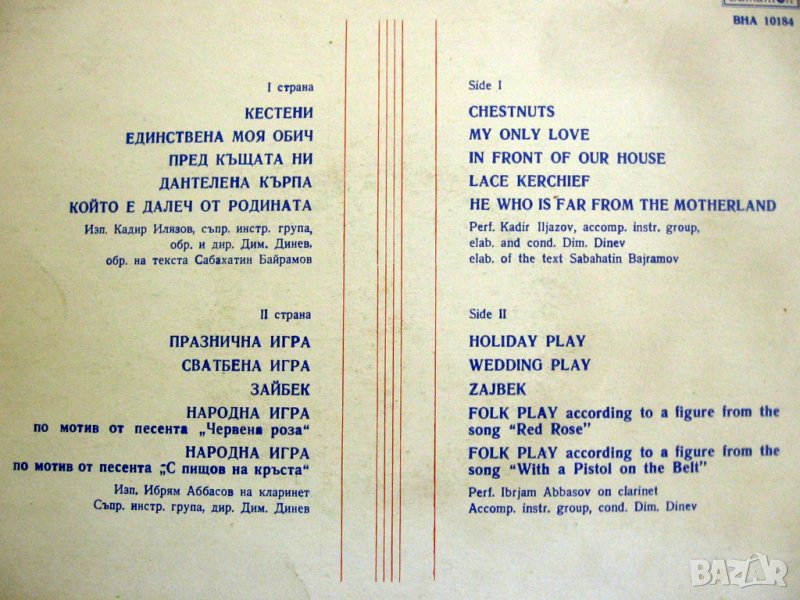 ВНА 10184
I страна
КЕСТЕНИ
ЕДИНСТВЕНА МОЯ ОБИЧ
ПРЕД КЪЩАТА НИ
ДАНТЕЛЕНА КЪРПА
КОЙТО Е ДАЛЕЧ ОТ РОДИНАТА
Изп. Кадир Илязов, съпр. инстр. група,
обр. и дир. Дим. Динев,
обр. на текста Сабахатин Байрамов
II страна
ПРАЗНИЧНА ИГРА
СВАТБЕНА ИГРА
ЗАЙБЕК
НАРОДНА ИГРА
по мотив от песента „Червена роза“
НАРОДНА ИГРА
по мотив от песента „С пищов на кръста“
Изп. Ибрям Аббасов на кларинет
Съпр. инстр. група, дир. Дим. Динев
Side I
CHESTNUTS
MY ONLY LOVE
IN FRONT OF OUR HOUSE
LACE KERCHIEF
HE WHO IS FAR FROM THE MOTHERLAND
Perf. Kadir Iljazov, accomp. instr. group,
elab. and cond. Dim. Dinev
elab. of the text Sabahatin Bajramov
Side II
HOLIDAY PLAY
WEDDING PLAY
ZAJBEK
FOLK PLAY according to a figure from the
song “Red Rose”
FOLK PLAY according to a figure from the
song “With a Pistol on the Belt”
Perf. Ibrjam Abbasov on clarinet
Accomp. instr. group, cond. Dim. Dinev
BAZAR